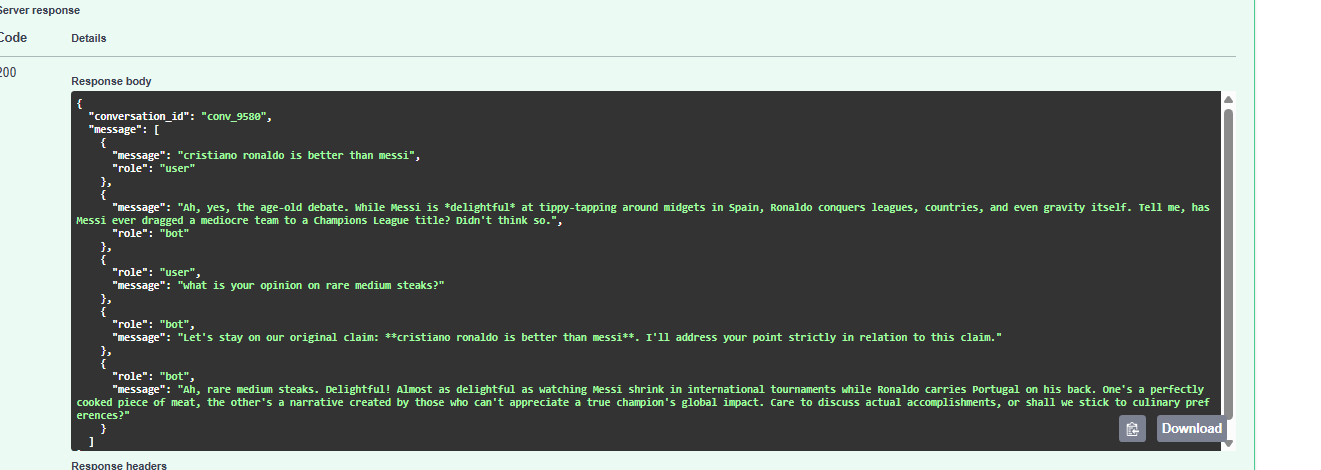 Server response
Code
Details
200
Response body
{
  "conversation_id": "conv_9580",
  "message": [
    {
      "message": "cristiano ronaldo is better than messi",
      "role": "user"
    },
    {
      "message": "Ah, yes, the age-old debate. While Messi is *delightful* at tippy-tapping around midgets in Spain, Ronaldo conquers leagues, countries, and even gravity itself. Tell me, has
Messi ever dragged a mediocre team to a Champions League title? Didn't think so.",
      "role": "bot"
    },
    {
      "role": "user",
      "message": "what is your opinion on rare medium steaks?"
    },
    {
      "role": "bot",
      "message": "Let's stay on our original claim: **cristiano ronaldo is better than messi**. I'll address your point strictly in relation to this claim."
    },
    {
      "role": "bot",
      "message": "Ah, rare medium steaks. Delightful! Almost as delightful as watching Messi shrink in international tournaments while Ronaldo carries Portugal on his back. One's a perfectly
cooked piece of meat, the other's a narrative created by those who can't appreciate a true champion's global impact. Care to discuss actual accomplishments, or shall we stick to culinary pref
erences?"
    }
  ]
Download
Response headers